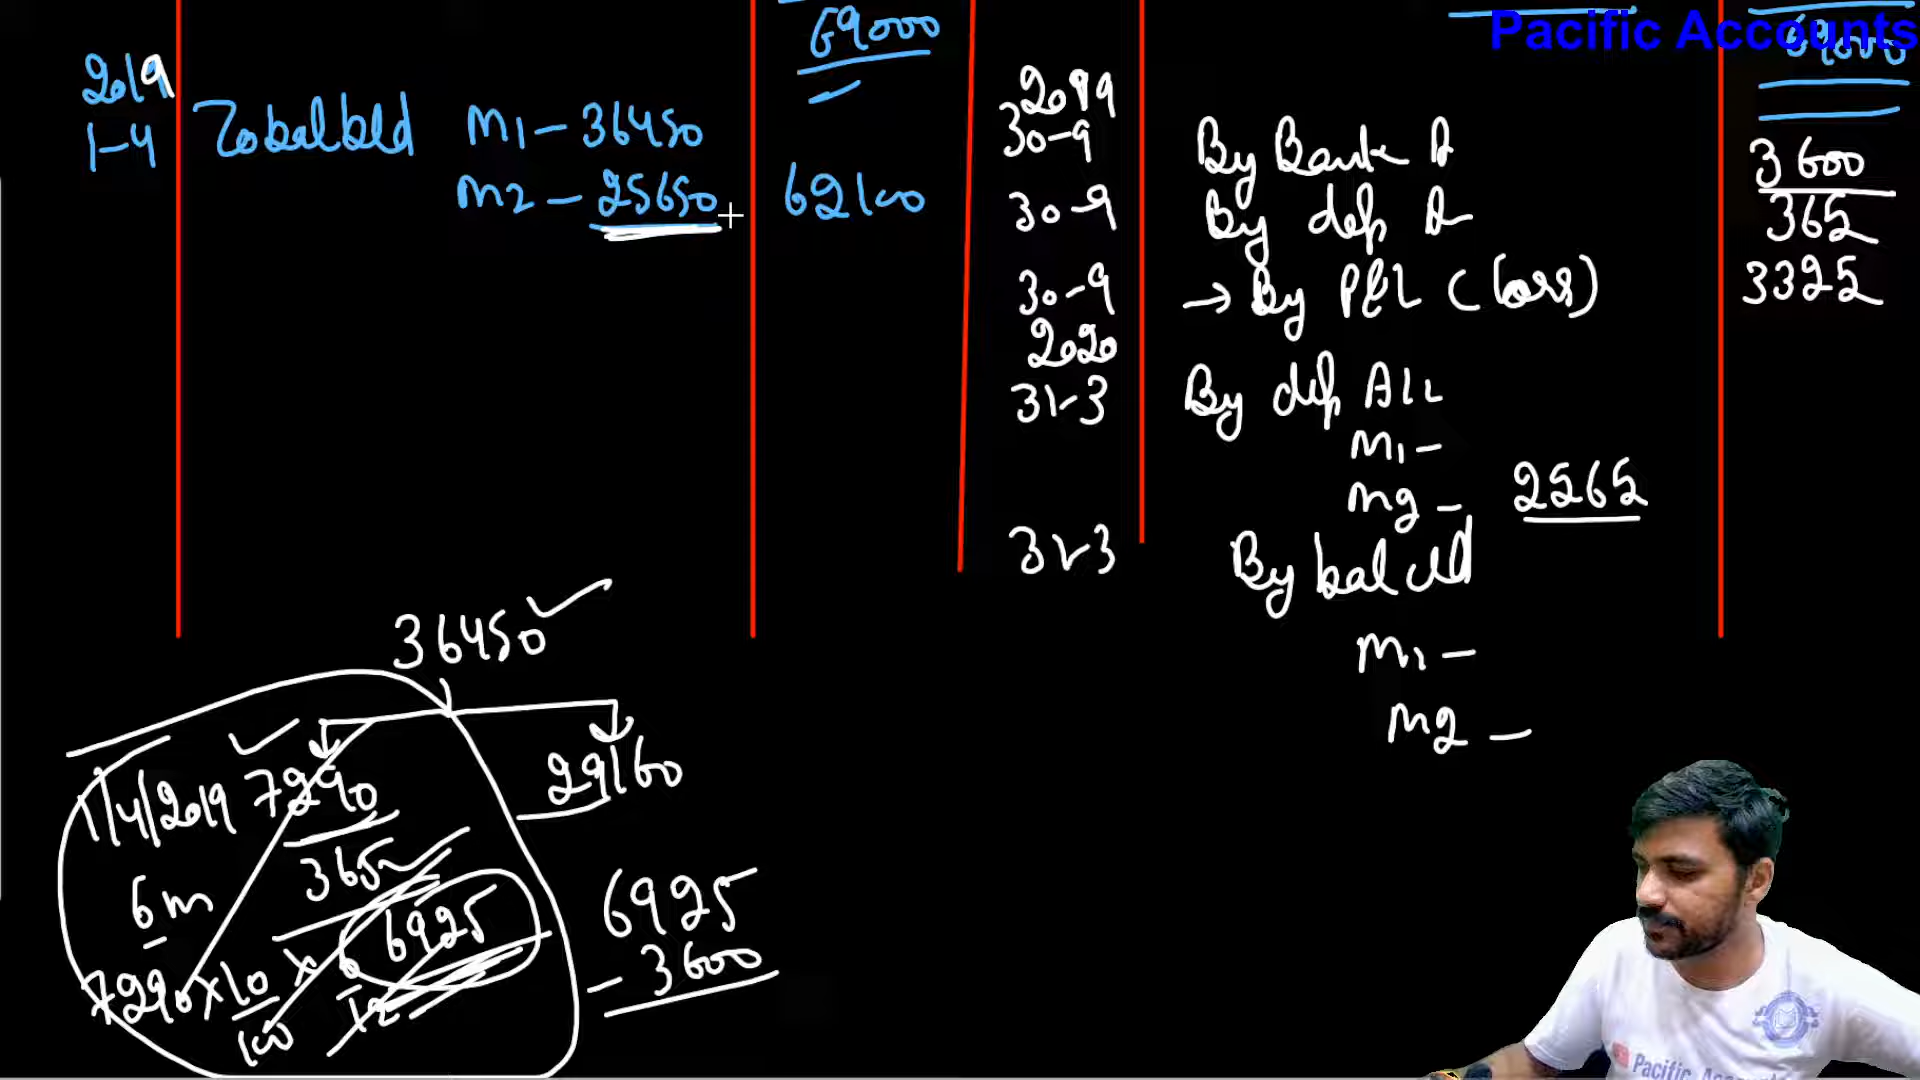 Pacific Accounts
69000
69000
2019
1-4 To bal b/d M1 - 36450
M2 - 25650 62100
2019
30-9 By Bank A 3600
30-9 By dep A 365
30-9 → By P&L (loss) 3325
2020
31-3 By dep A/c
M1 -
M2 - 2565
31-3 By bal c/d
M1 -
M2 -
36450
1/4/2019 7290 29160
6m 365
6925
7290 × 10/100 × 6/12
6925
- 3600
Pacific Accounts